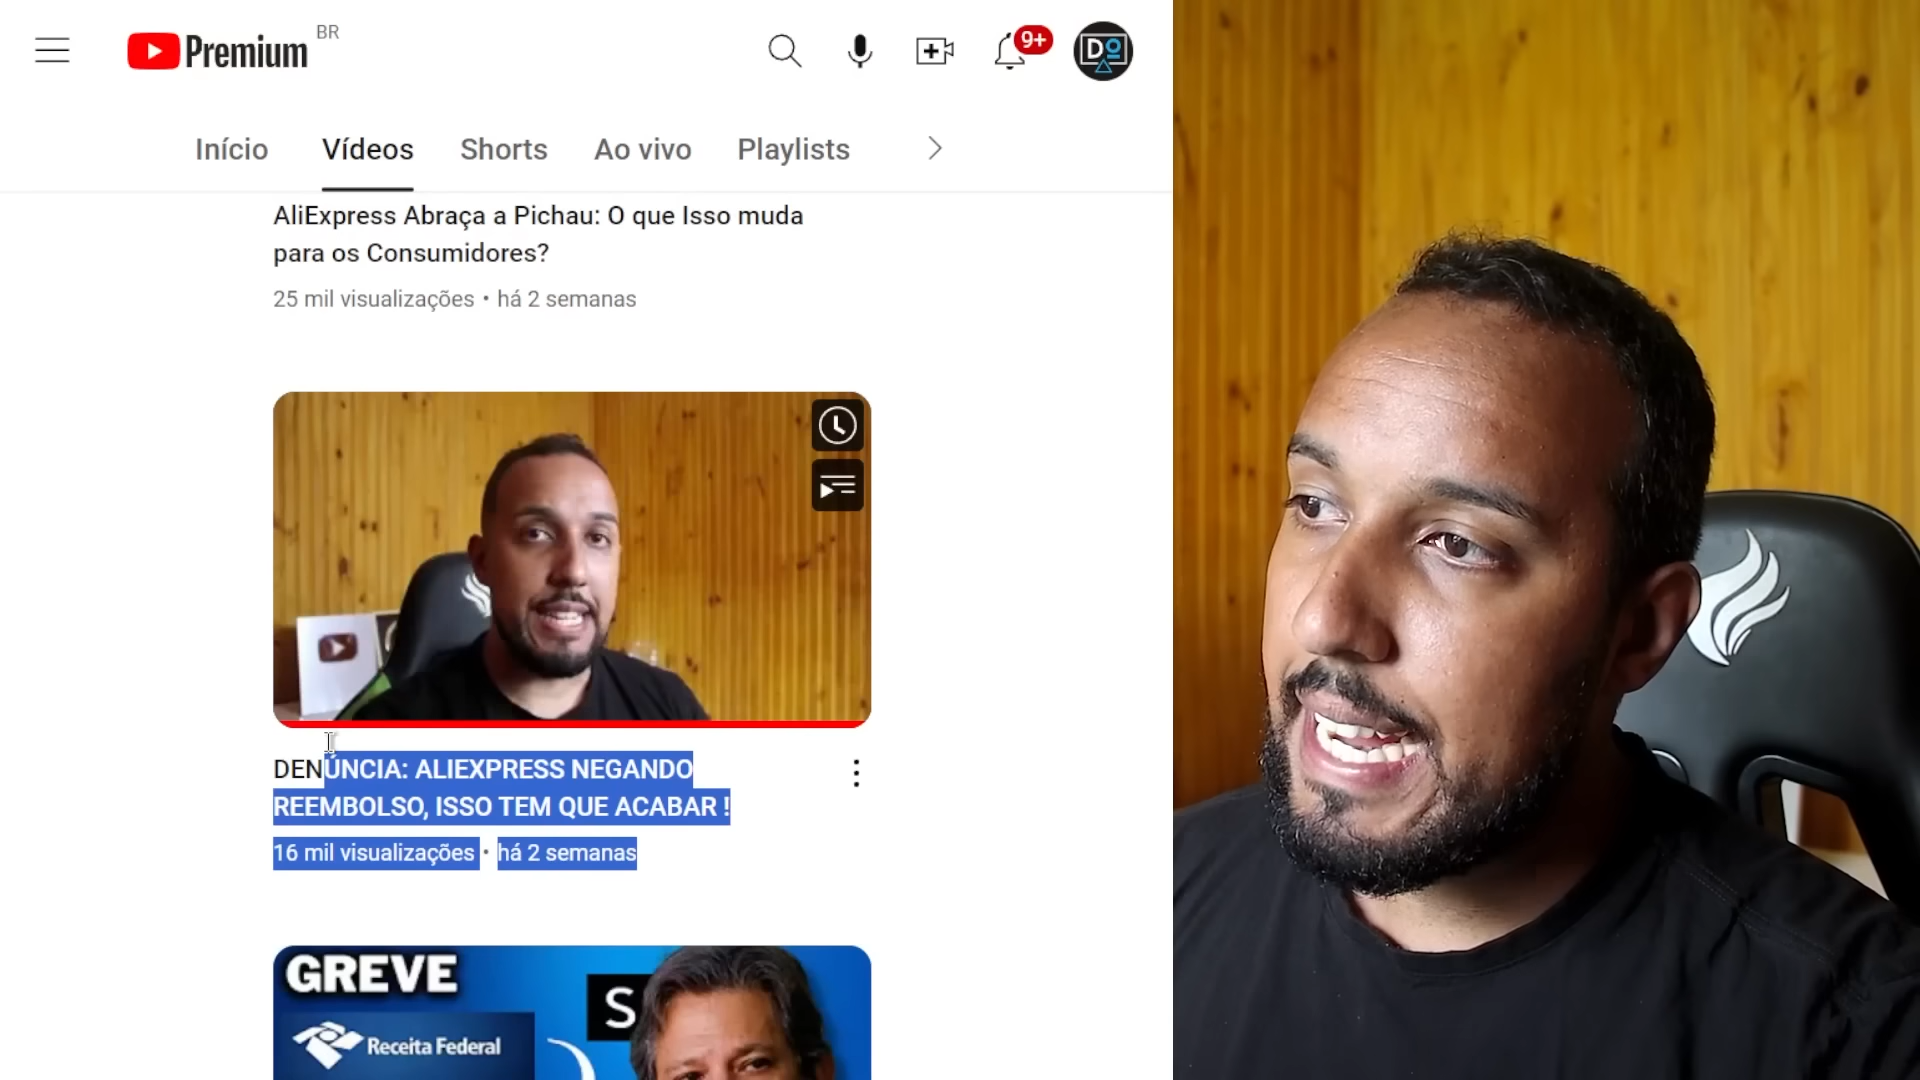 Premium BR
9+
DO
Início Vídeos Shorts Ao vivo Playlists
AliExpress Abraça a Pichau: O que Isso muda
para os Consumidores?
25 mil visualizações • há 2 semanas
DENÚNCIA: ALIEXPRESS NEGANDO
REEMBOLSO, ISSO TEM QUE ACABAR !
16 mil visualizações • há 2 semanas
GREVE
S
Receita Federal